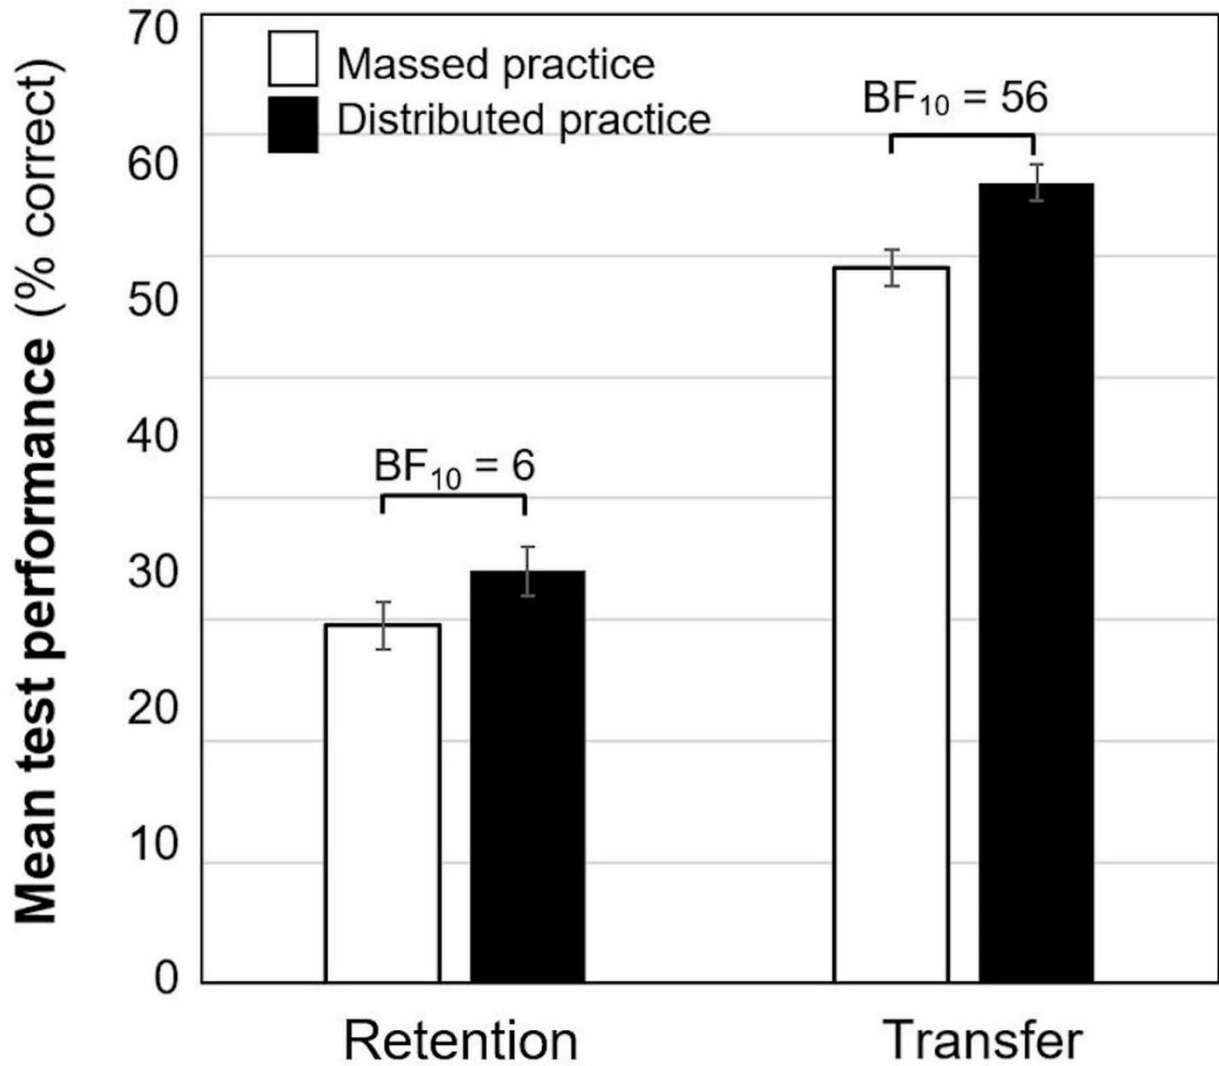 Mean test performance (% correct)
70
60
50
40
30
20
10
0
Massed practice
Distributed practice
BF₁₀ = 6
BF₁₀ = 56
Retention
Transfer